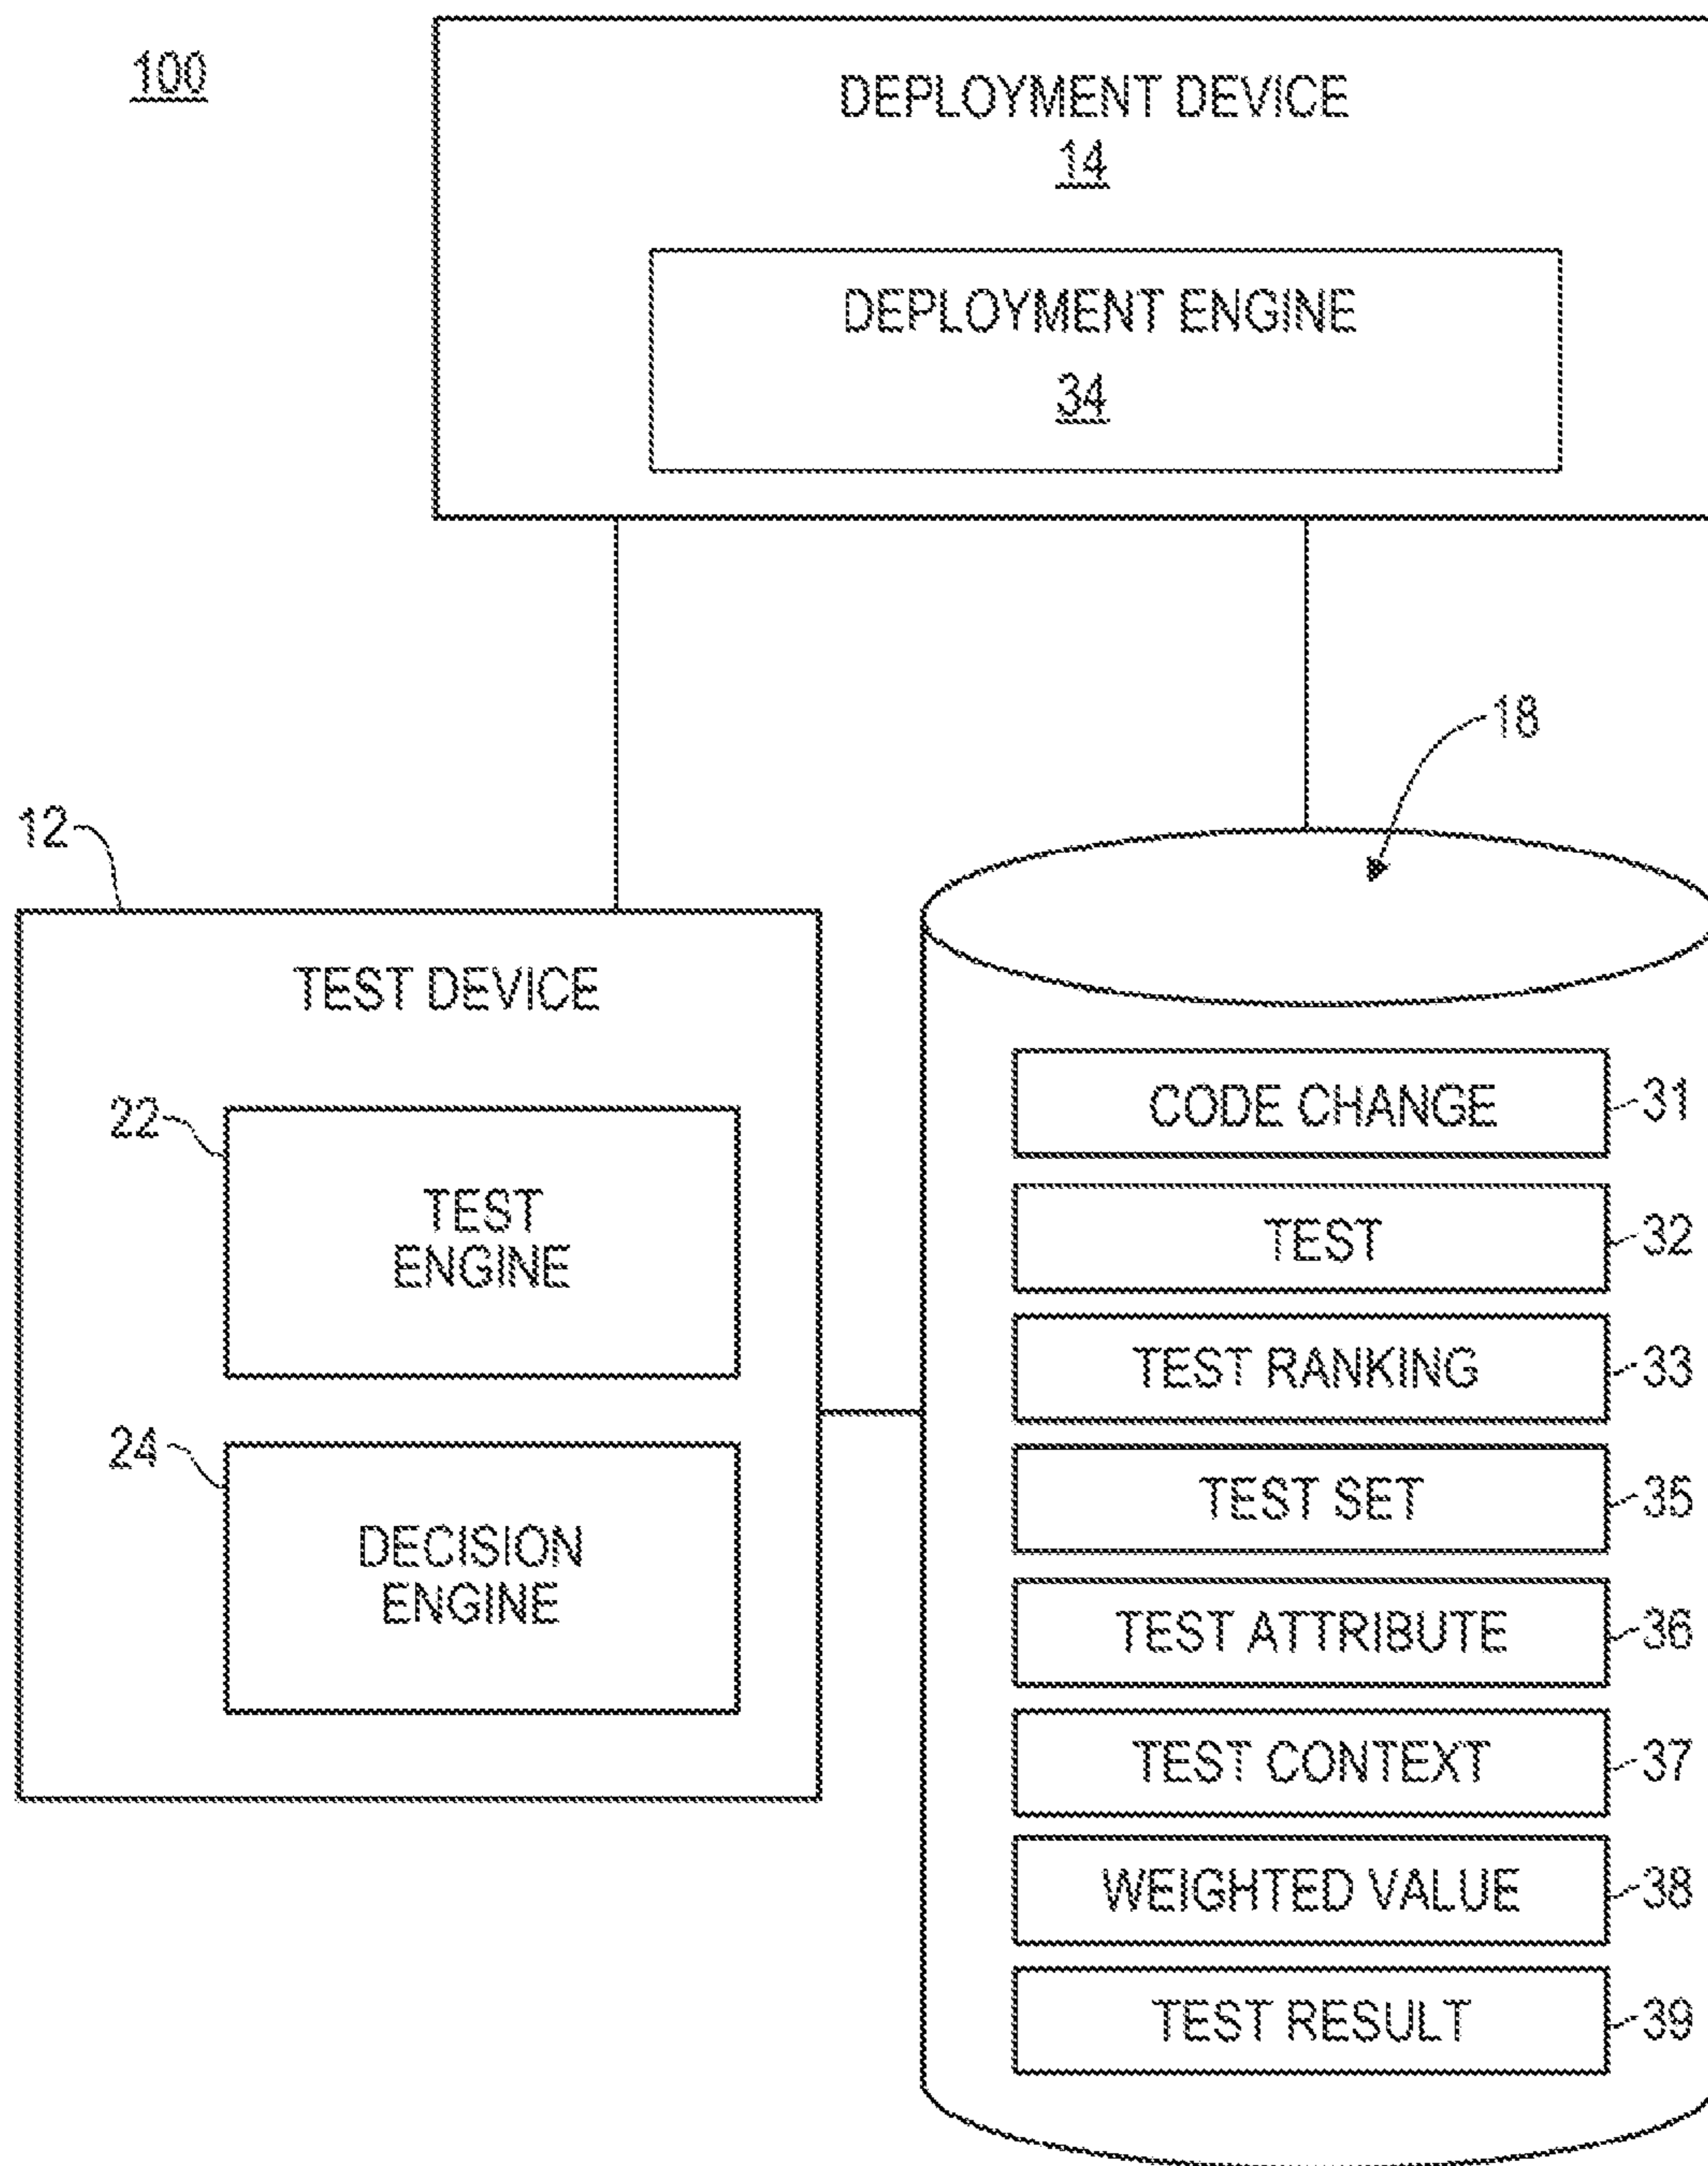 100
DEPLOYMENT DEVICE
14
DEPLOYMENT ENGINE
34
18
12
TEST DEVICE
22
TEST
ENGINE
24
DECISION
ENGINE
CODE CHANGE
31
TEST
32
TEST RANKING
33
TEST SET
35
TEST ATTRIBUTE
36
TEST CONTEXT
37
WEIGHTED VALUE
38
TEST RESULT
39